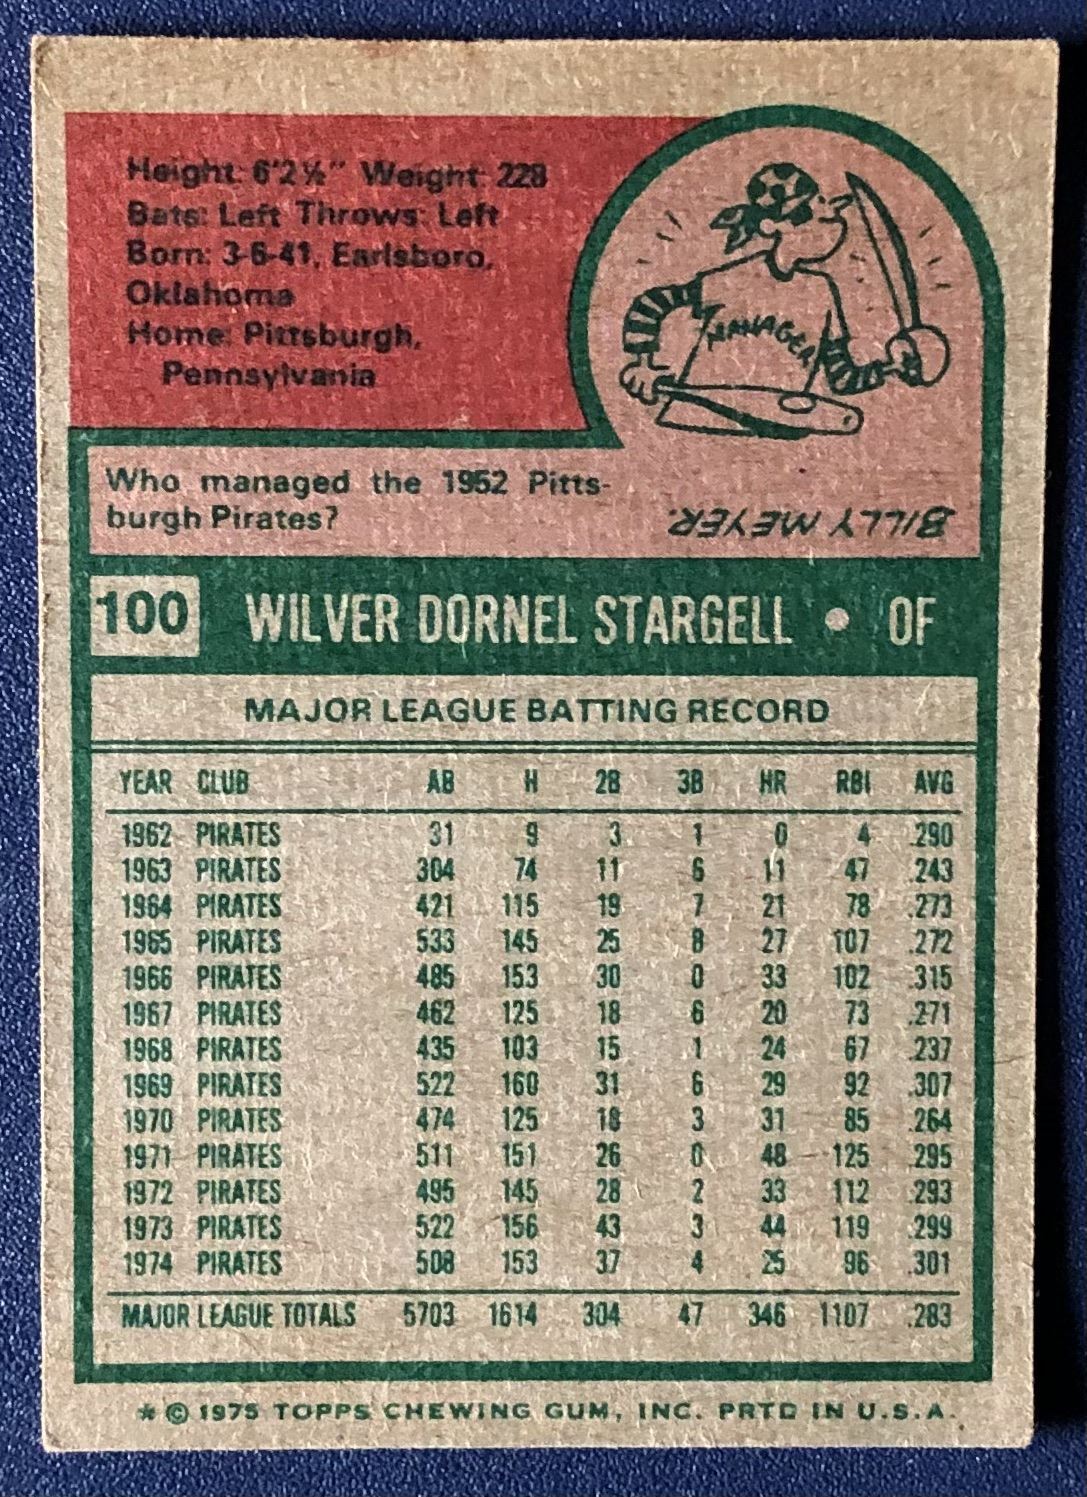 Height: 6'2½" Weight: 228
Bats: Left Throws: Left
Born: 3-6-41, Earlsboro,
Oklahoma
Home: Pittsburgh,
Pennsylvania
MANAGER
Who managed the 1952 Pitts-
burgh Pirates?
BILLY MEYER.
100 WILVER DORNEL STARGELL • OF
MAJOR LEAGUE BATTING RECORD
YEAR CLUB AB H 2B 3B HR RBI AVG
1962 PIRATES 31 9 3 1 0 4 .290
1963 PIRATES 304 74 11 6 11 47 .243
1964 PIRATES 421 115 19 7 21 78 .273
1965 PIRATES 533 145 25 8 27 107 .272
1966 PIRATES 485 153 30 0 33 102 .315
1967 PIRATES 462 125 18 6 20 73 .271
1968 PIRATES 435 103 15 1 24 67 .237
1969 PIRATES 522 160 31 6 29 92 .307
1970 PIRATES 474 125 18 3 31 85 .264
1971 PIRATES 511 151 26 0 48 125 .295
1972 PIRATES 495 145 28 2 33 112 .293
1973 PIRATES 522 156 43 3 44 119 .299
1974 PIRATES 508 153 37 4 25 96 .301
MAJOR LEAGUE TOTALS 5703 1614 304 47 346 1107 .283
* © 1975 TOPPS CHEWING GUM, INC. PRTD IN U.S.A.